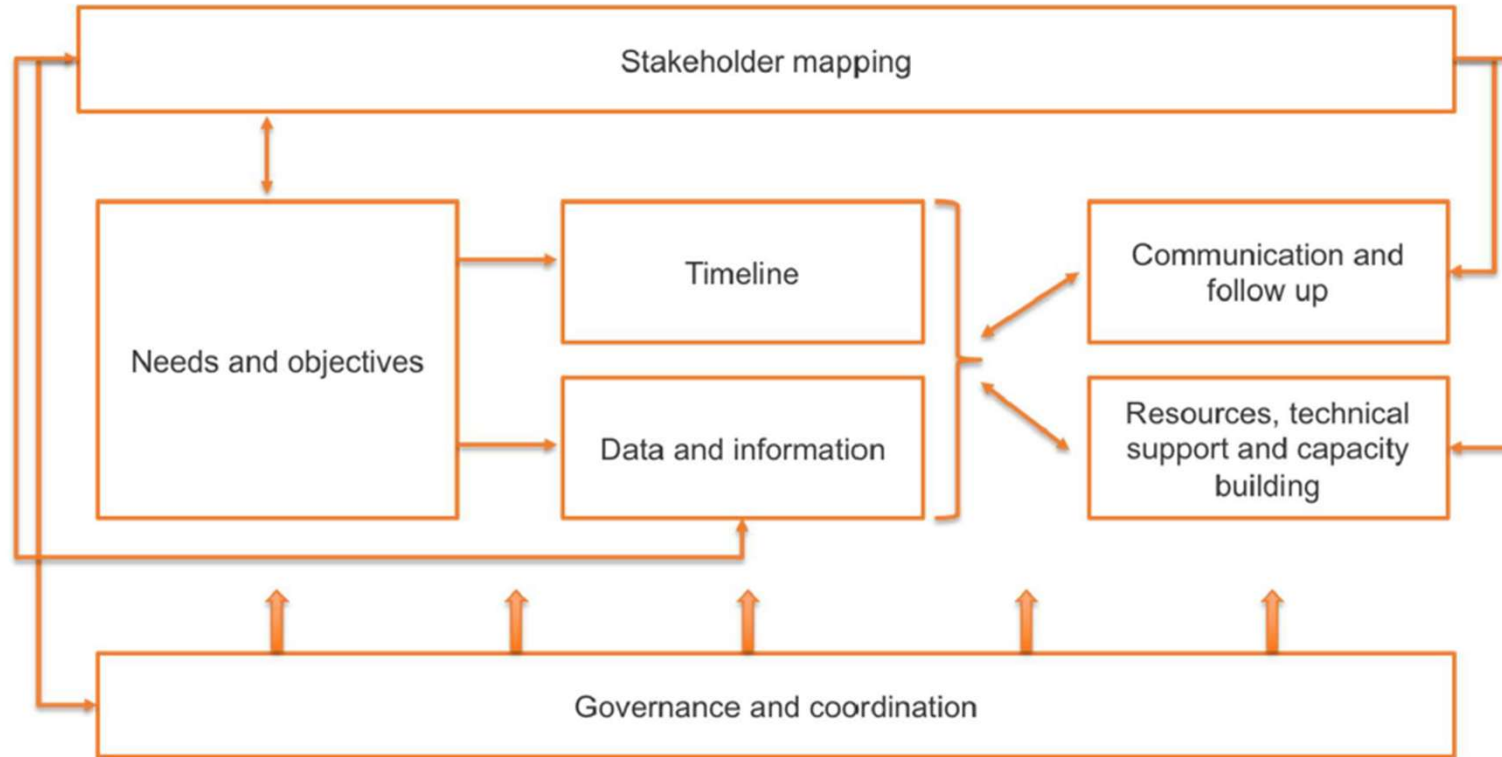 Stakeholder mapping
Needs and objectives
Timeline
Data and information
Communication and
follow up
Resources, technical
support and capacity
building
Governance and coordination